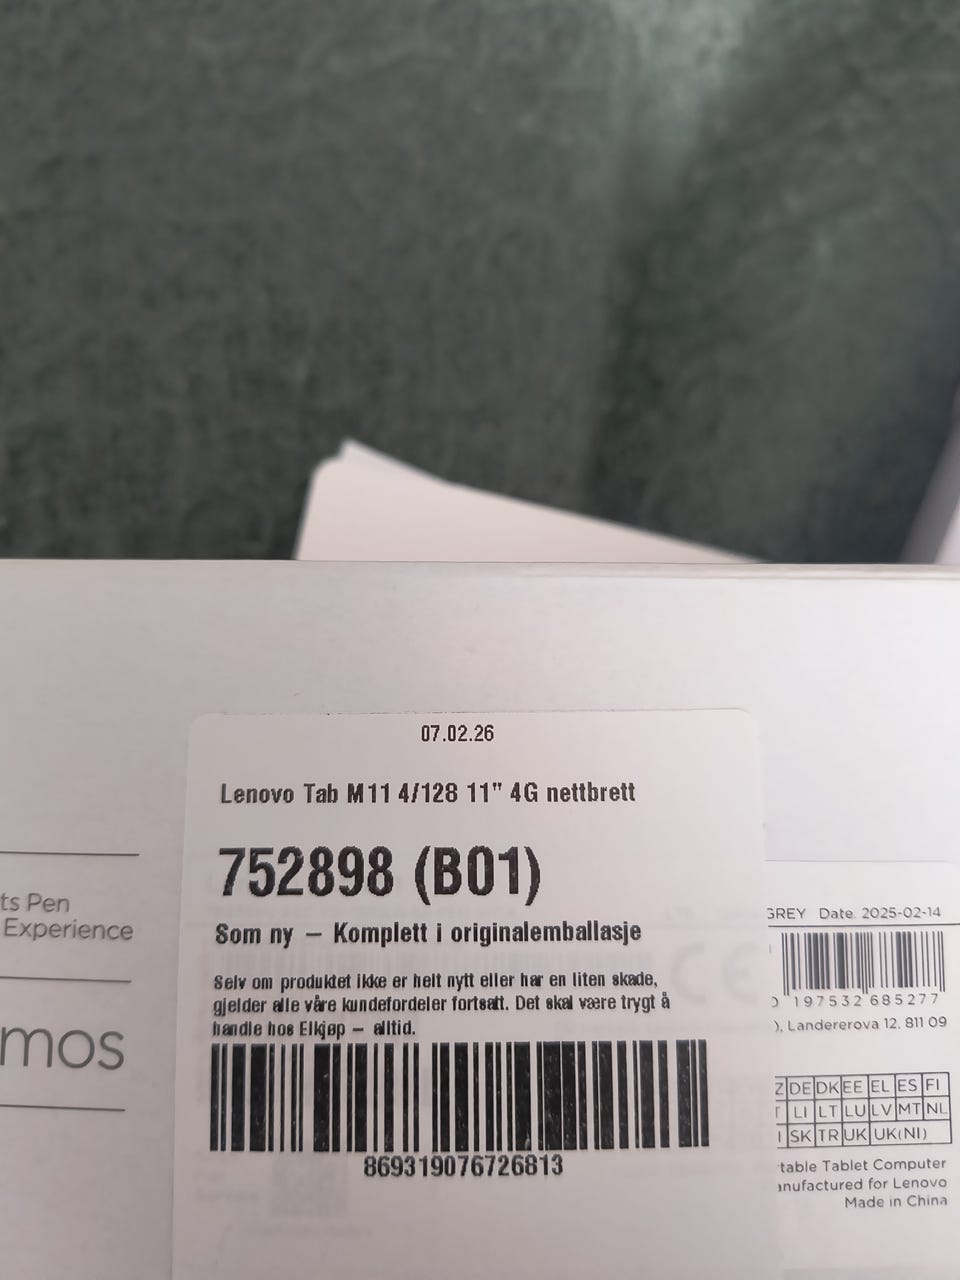 07.02.26
Lenovo Tab M11 4/128 11" 4G nettbrett
752898 (B01)
Som ny – Komplett i originalemballasje
Selv om produktet ikke er helt nytt eller har en liten skade,
gjelder alle våre kundefordeler fortsatt. Det skal være trygt å
handle hos Elkjøp – alltid.
869319076726813
ts Pen
Experience
mos
GREY Date. 2025-02-14
0 197532 685277
), Landererova 12, 811 09
Z DE DK EE EL ES FI
LI LT LU LV MT NL
SK TR UK UK(NI)
table Tablet Computer
anufactured for Lenovo
Made in China
CE